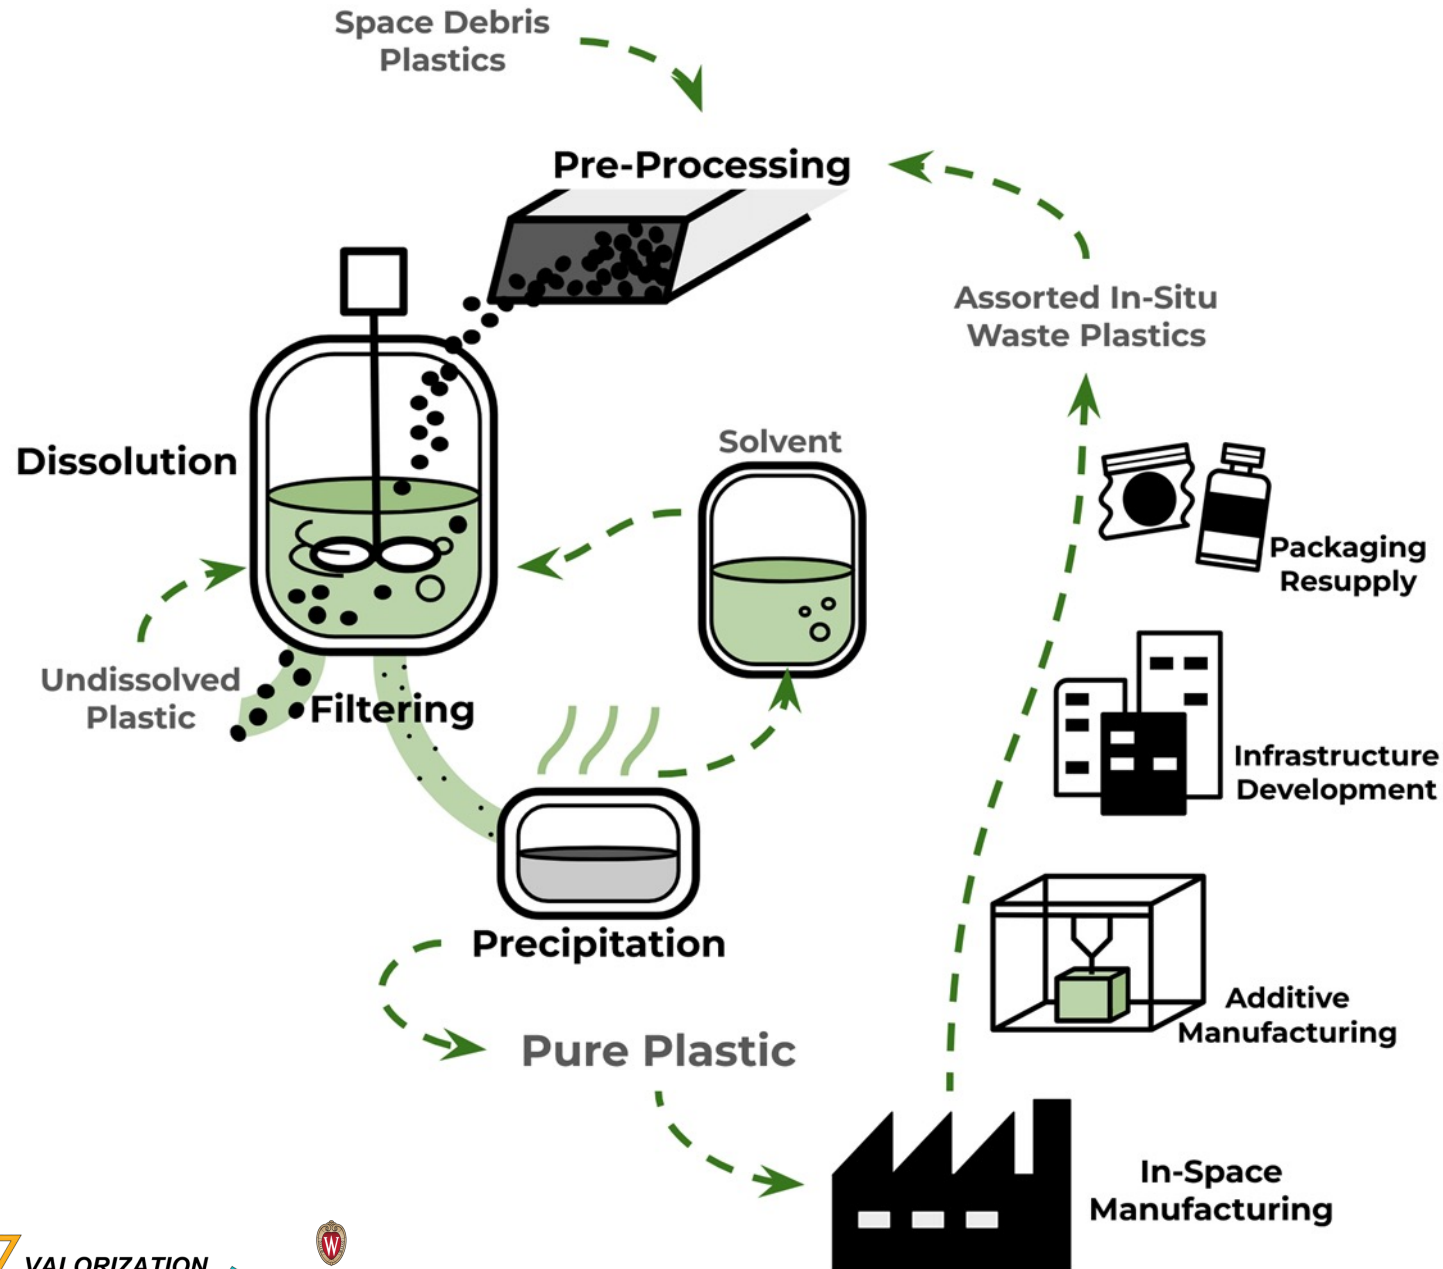 Space Debris
Plastics
Pre-Processing
Assorted In-Situ
Waste Plastics
Solvent
Dissolution
Packaging
Resupply
Undissolved
Plastic
Filtering
Infrastructure
Development
Precipitation
Additive
Manufacturing
Pure Plastic
In-Space
Manufacturing
W
VALORIZATION